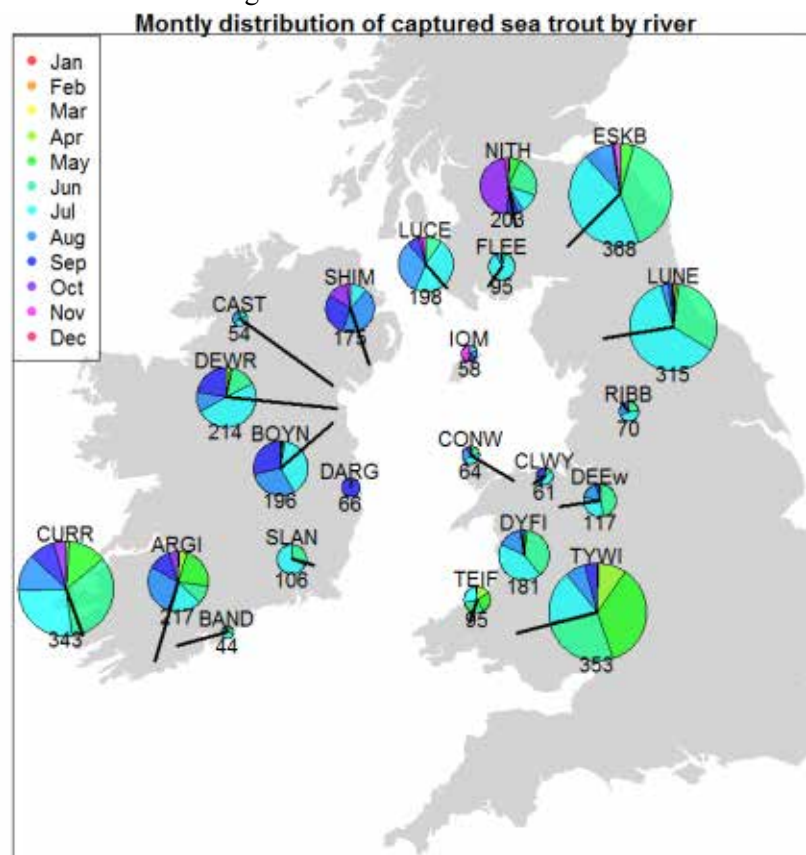 Montly distribution of captured sea trout by river
Jan
Feb
Mar
Apr
May
Jun
Jul
Aug
Sep
Oct
Nov
Dec
ESKB
NITH
203
LUCE
198
FLEE
95
SHIM
175
CAST
54
LUNE
315
IOM
58
DEWR
214
RIBB
70
BOYN
196
CONW
64
CLWY
61
DARG
66
DEEw
117
DYFI
181
CURR
343
ARGI
217
SLAN
106
TEIF
95
TYWI
353
BAND
44